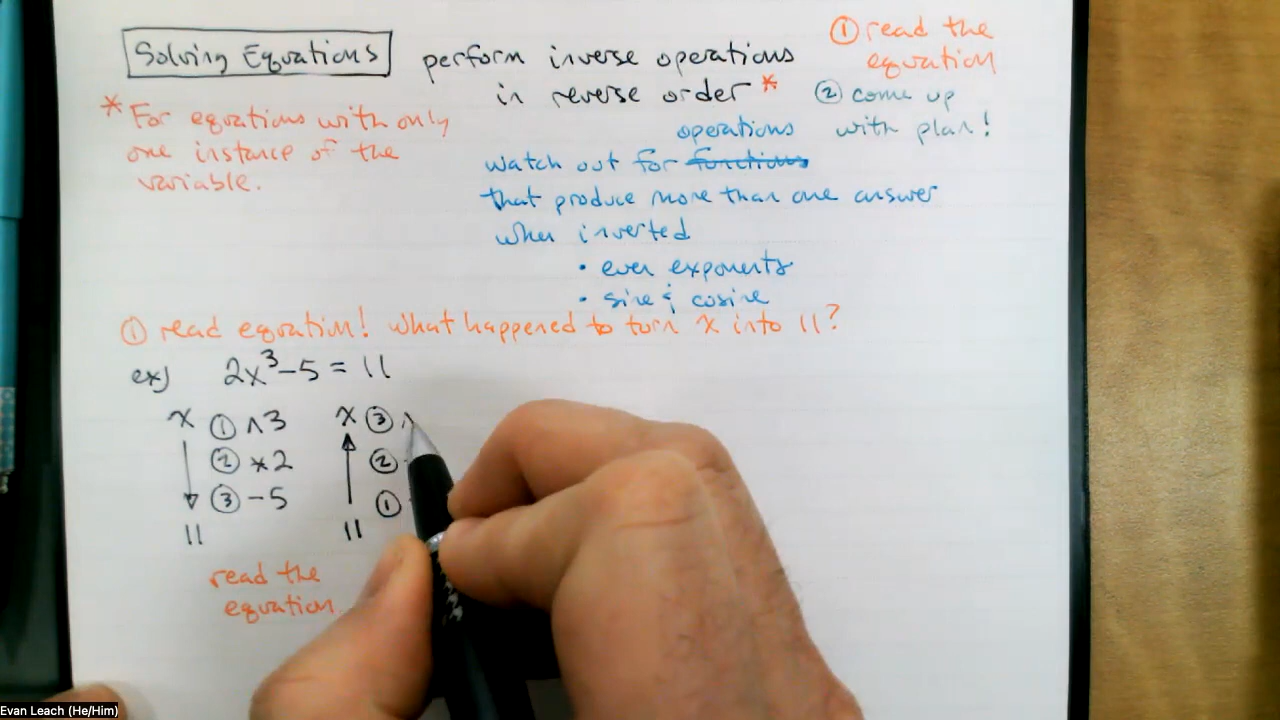 Solving Equations
perform inverse operations
in reverse order *
① read the
equation
② come up
with plan!
* For equations with only
one instance of the
variable.
operations
watch out for functions
that produce more than one answer
when inverted
• even exponents
• sine & cosine
① read equation! What happened to turn x into 11?
ex) 2x³-5 = 11
x ① ^3
② *2
③ -5
11
x ③ ^
②
①
11
read the
equation
Evan Leach (He/Him)